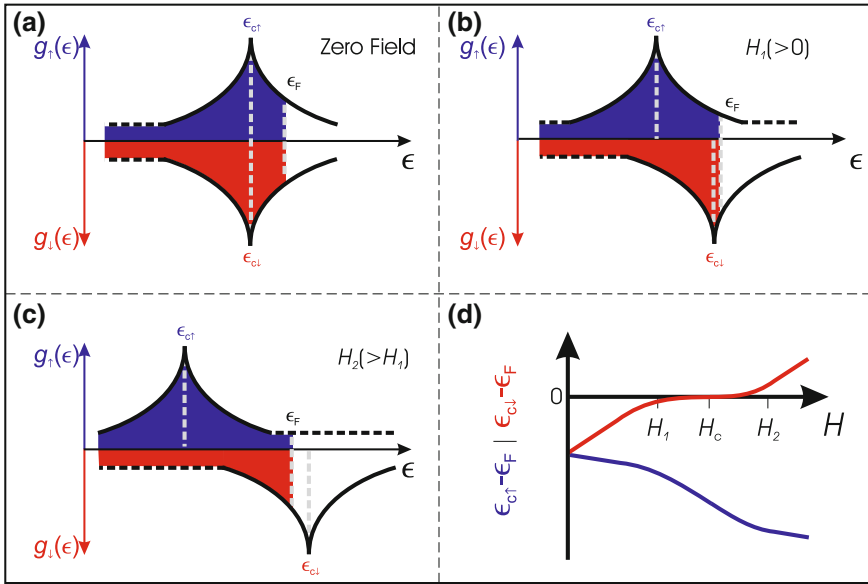 (a)
ϵc↑
Zero Field
g↑(ϵ)
ϵF
ϵ
g↓(ϵ)
ϵc↓
(b)
ϵc↑
H1(>0)
g↑(ϵ)
ϵF
ϵ
g↓(ϵ)
ϵc↓
(c)
ϵc↑
H2(>H1)
g↑(ϵ)
ϵF
ϵ
g↓(ϵ)
ϵc↓
(d)
ϵc↑-ϵF | ϵc↓-ϵF
0
H1 Hc H2 H